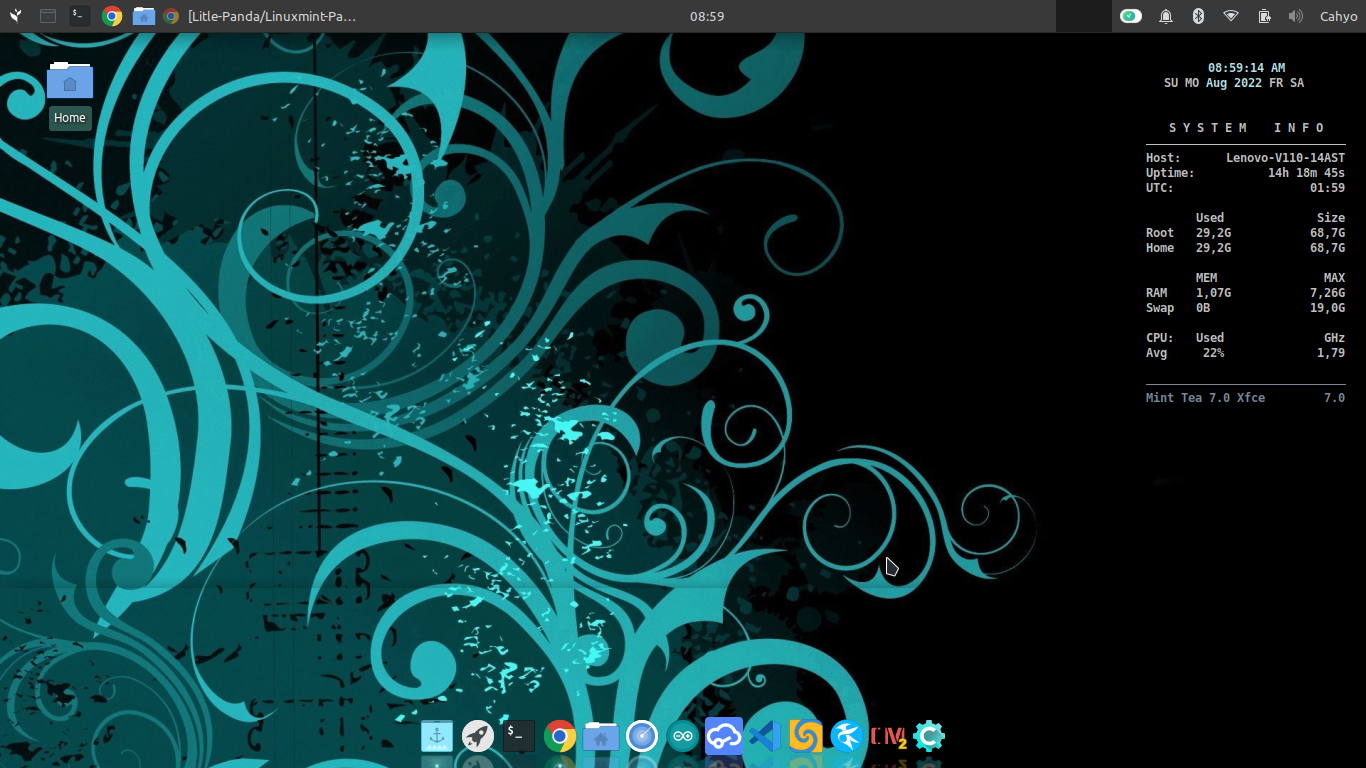 $_
[Litle-Panda/Linuxmint-Pa...
08:59
Cahyo
Home
08:59:14 AM
SU MO Aug 2022 FR SA
SYSTEM INFO
Host: Lenovo-V110-14AST
Uptime: 14h 18m 45s
UTC: 01:59
Used Size
Root 29,2G 68,7G
Home 29,2G 68,7G
MEM MAX
RAM 1,07G 7,26G
Swap 0B 19,0G
CPU: Used GHz
Avg 22% 1,79
Mint Tea 7.0 Xfce 7.0
$_